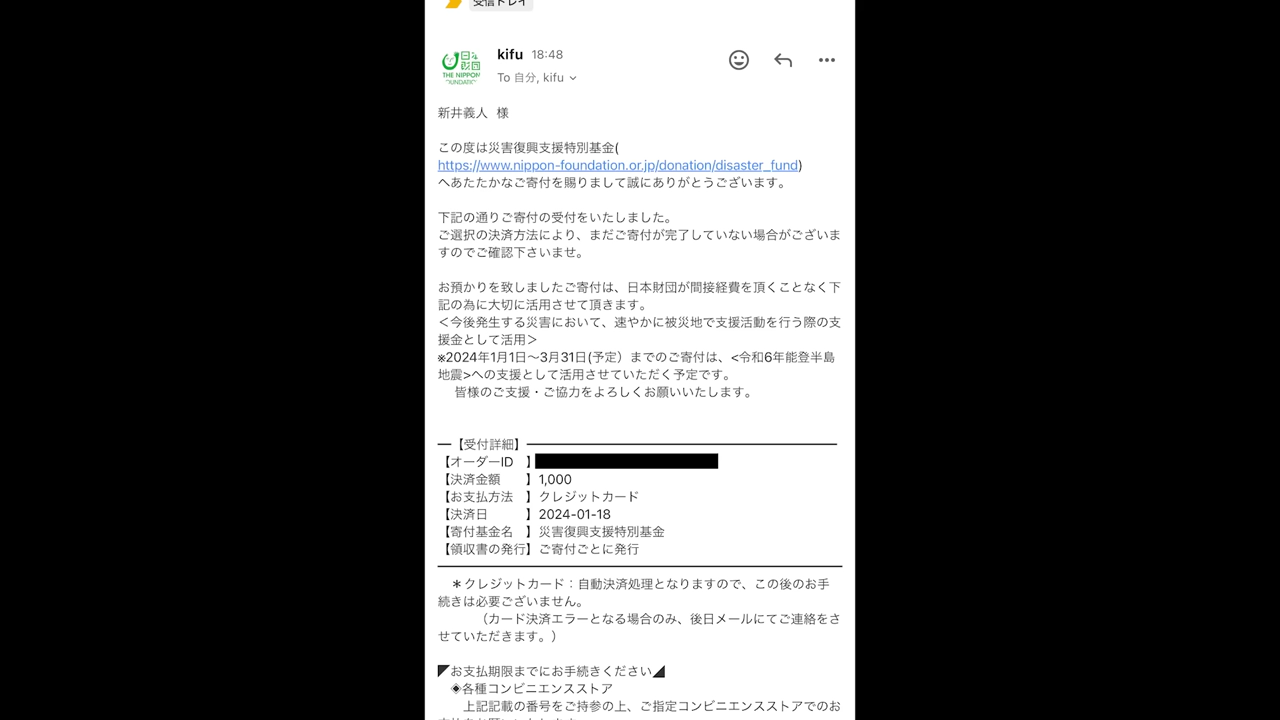 受信トレイ
kifu 18:48
To 自分, kifu
THE NIPPON
FOUNDATION
新井義人 様
この度は災害復興支援特別基金(
https://www.nippon-foundation.or.jp/donation/disaster_fund)
へあたたかなご寄付を賜りまして誠にありがとうございます。
下記の通りご寄付の受付をいたしました。
ご選択の決済方法により、まだご寄付が完了していない場合がございま
すのでご確認下さいませ。
お預かりを致しましたご寄付は、日本財団が間接経費を頂くことなく下
記の為に大切に活用させて頂きます。
＜今後発生する災害において、速やかに被災地で支援活動を行う際の支
援金として活用＞
※2024年1月1日～3月31日(予定）までのご寄付は、<令和6年能登半島
地震>への支援として活用させていただく予定です。
皆様のご支援・ご協力をよろしくお願いいたします。
━【受付詳細】━━━━━━━━━━━━━━━━━━━━
【オーダーID 】
【決済金額 】1,000
【お支払方法 】クレジットカード
【決済日 】2024-01-18
【寄付基金名 】災害復興支援特別基金
【領収書の発行】ご寄付ごとに発行
＊クレジットカード：自動決済処理となりますので、この後のお手
続きは必要ございません。
（カード決済エラーとなる場合のみ、後日メールにてご連絡をさ
せていただきます。）
◤お支払期限までにお手続きください◢
◈各種コンビニエンスストア
上記記載の番号をご持参の上、ご指定コンビニエンスストアでのお